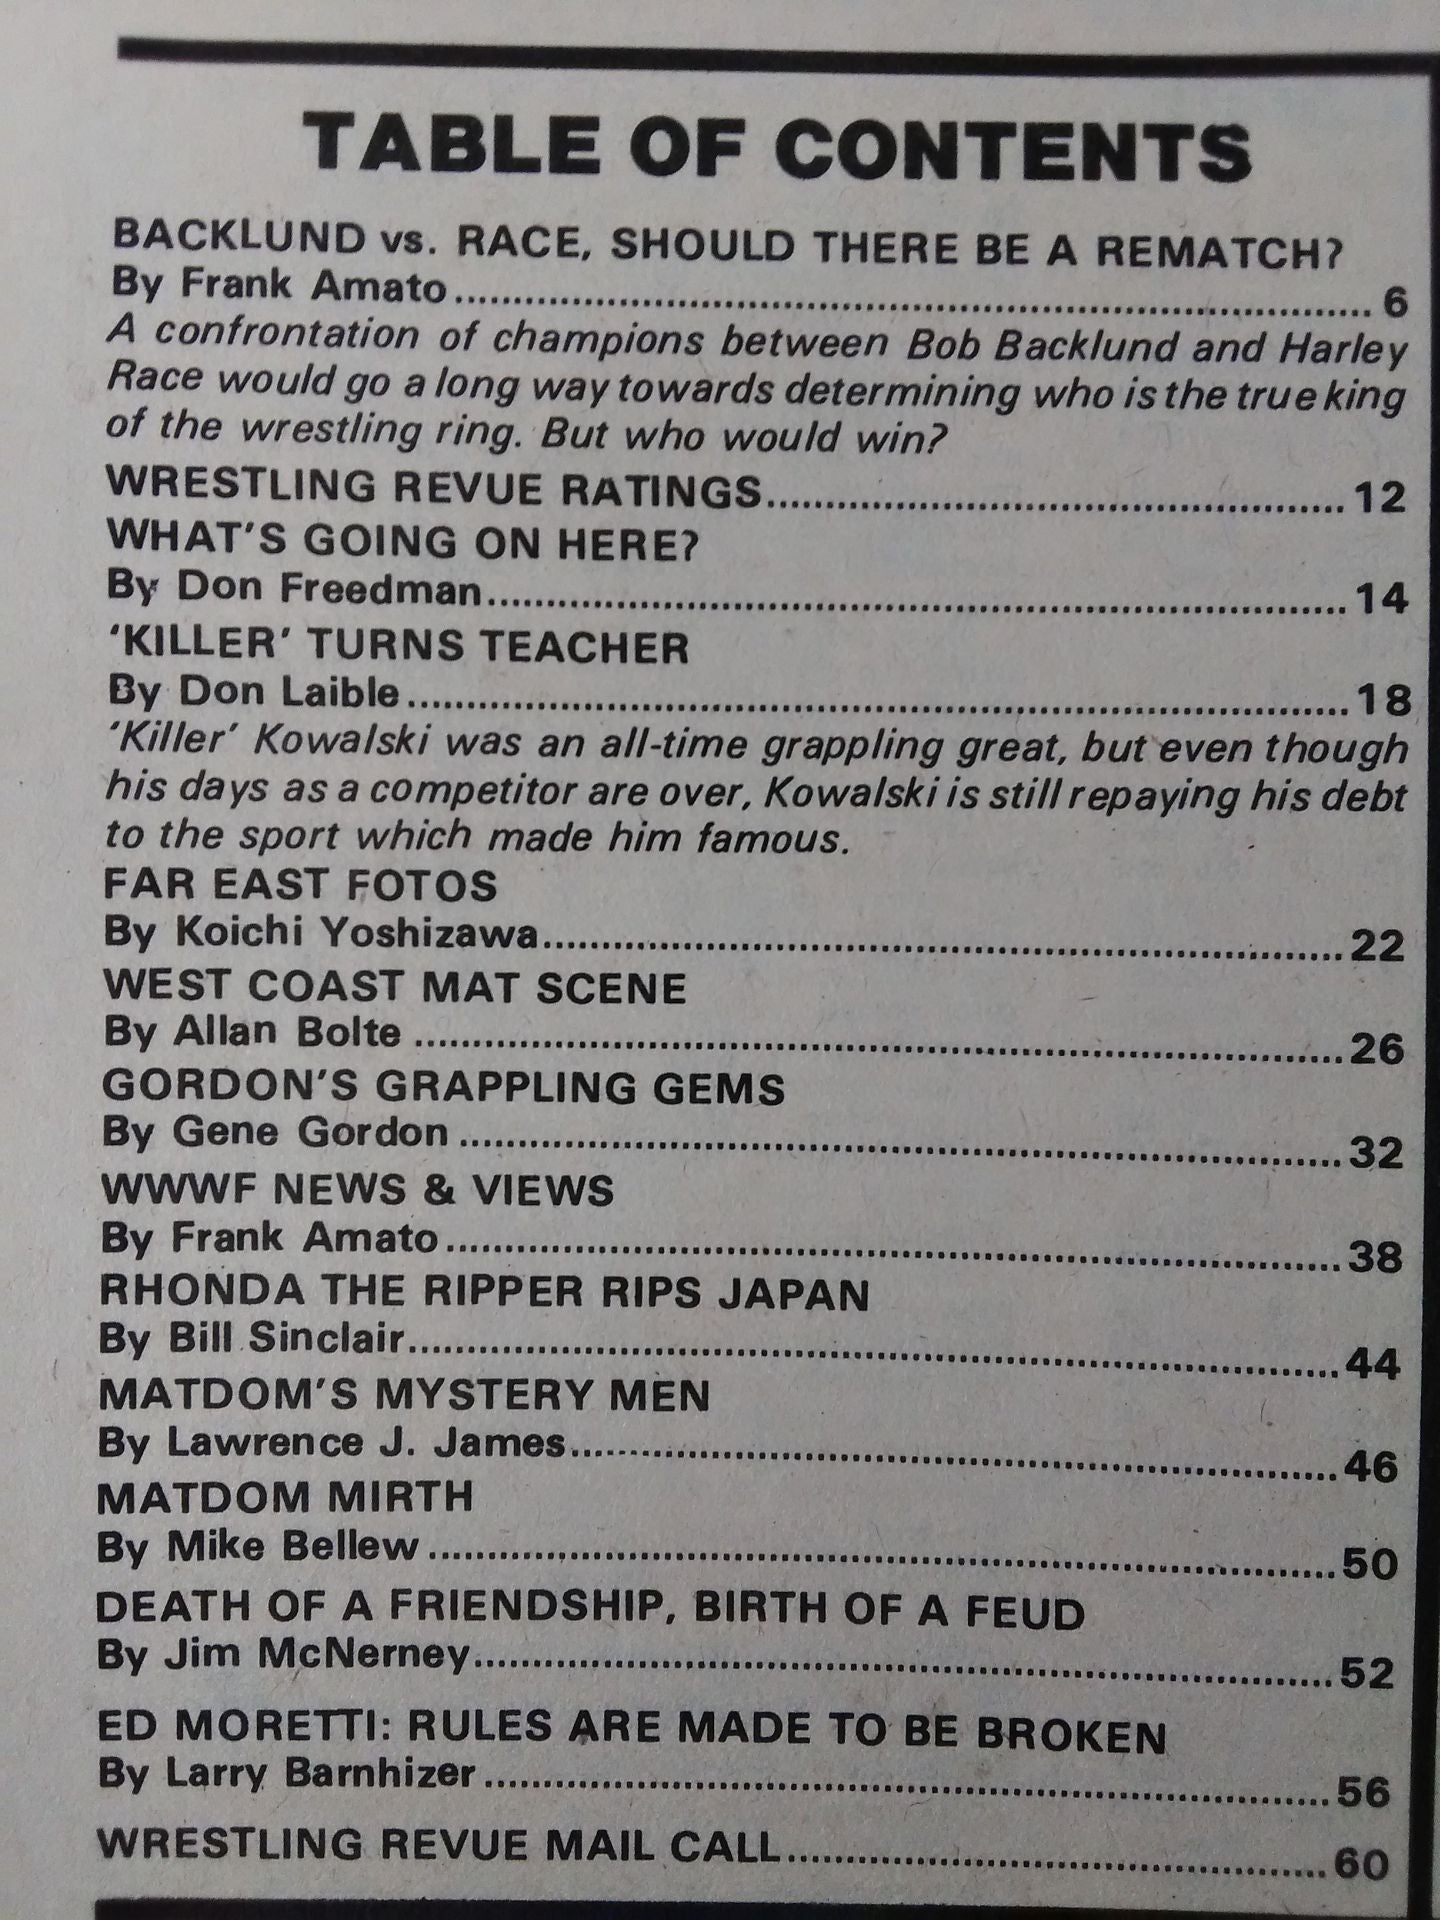 TABLE OF CONTENTS
BACKLUND vs. RACE, SHOULD THERE BE A REMATCH?
By Frank Amato........................................6
A confrontation of champions between Bob Backlund and Harley
Race would go a long way towards determining who is the true king
of the wrestling ring. But who would win?
WRESTLING REVUE RATINGS........................................12
WHAT'S GOING ON HERE?
By Don Freedman........................................14
'KILLER' TURNS TEACHER
By Don Laible........................................18
'Killer' Kowalski was an all-time grappling great, but even though
his days as a competitor are over, Kowalski is still repaying his debt
to the sport which made him famous.
FAR EAST FOTOS
By Koichi Yoshizawa........................................22
WEST COAST MAT SCENE
By Allan Bolte ........................................26
GORDON'S GRAPPLING GEMS
By Gene Gordon ........................................32
WWWF NEWS & VIEWS
By Frank Amato........................................38
RHONDA THE RIPPER RIPS JAPAN
By Bill Sinclair........................................44
MATDOM'S MYSTERY MEN
By Lawrence J. James........................................46
MATDOM MIRTH
By Mike Bellew ........................................50
DEATH OF A FRIENDSHIP, BIRTH OF A FEUD
By Jim McNerney........................................52
ED MORETTI: RULES ARE MADE TO BE BROKEN
By Larry Barnhizer........................................56
WRESTLING REVUE MAIL CALL........................................60